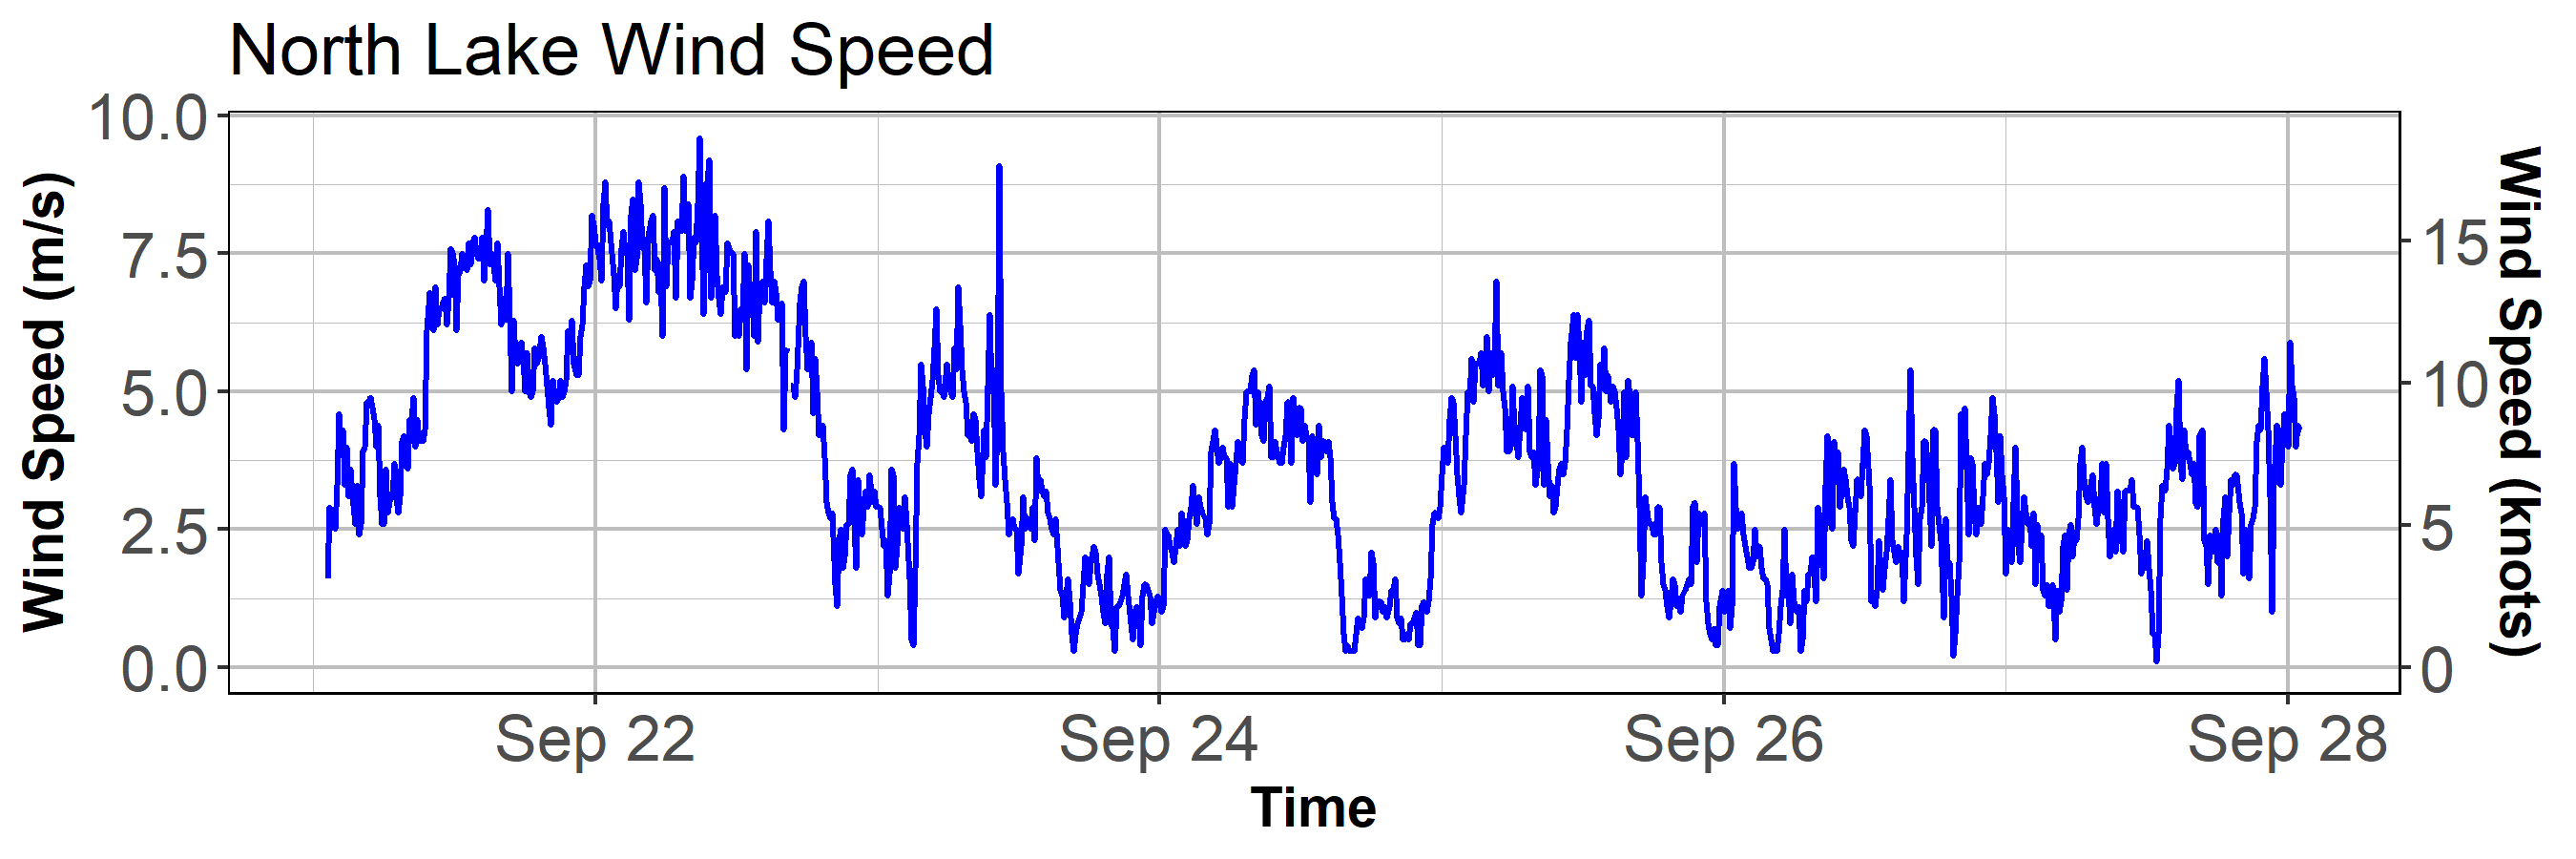 North Lake Wind Speed
Wind Speed (m/s)
10.0
7.5
5.0
2.5
0.0
Wind Speed (knots)
15
10
5
0
Sep 22
Sep 24
Sep 26
Sep 28
Time